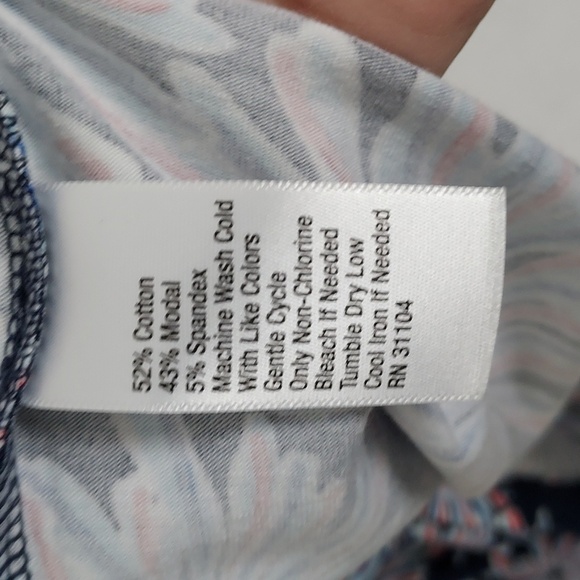 52% Cotton
43% Modal
5% Spandex
Machine Wash Cold
With Like Colors
Gentle Cycle
Only Non-Chlorine
Bleach If Needed
Tumble Dry Low
Cool Iron If Needed
RN 31104